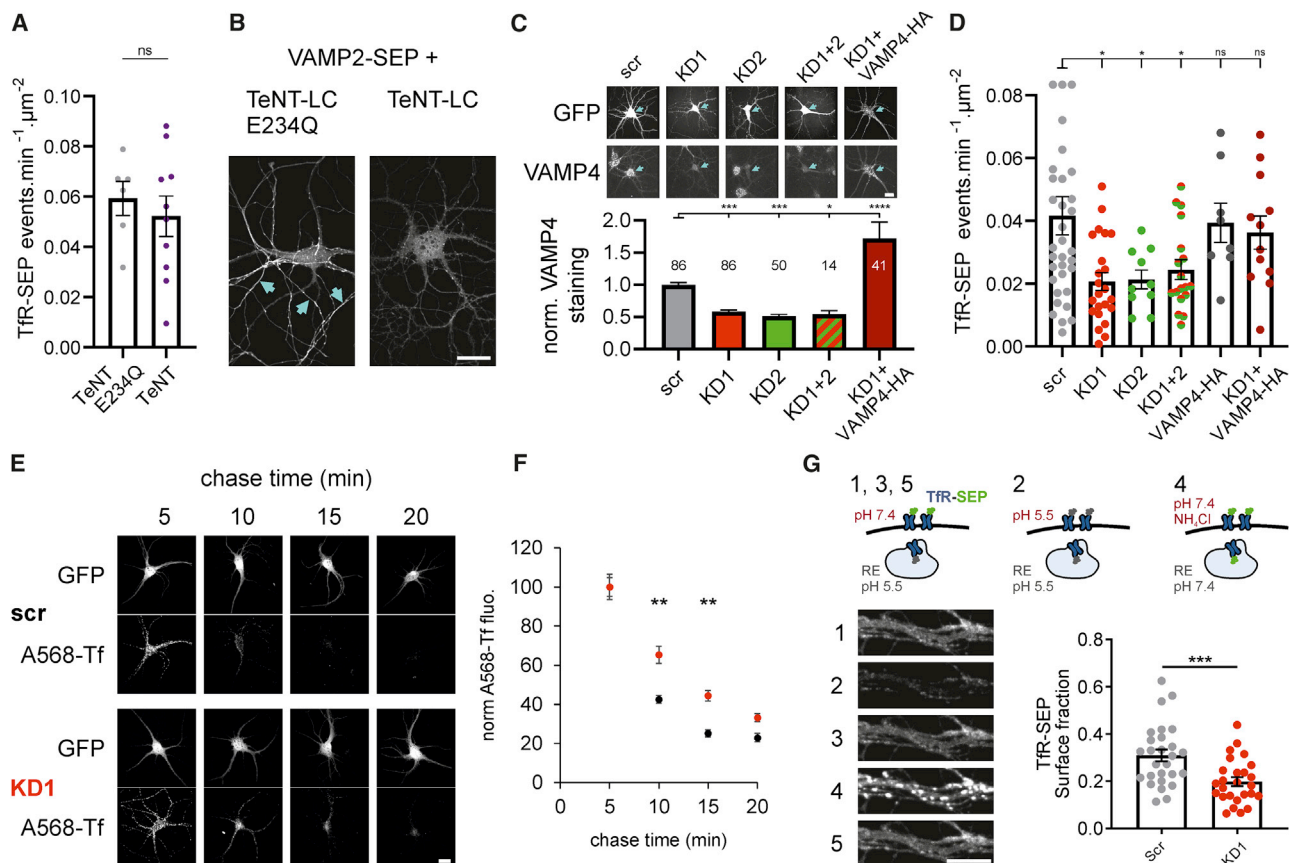 A
ns
TfR-SEP events.min -1.µm-2
0.10
0.08
0.06
0.04
0.02
0.00
TeNT E234Q
TeNT
B
VAMP2-SEP +
TeNT-LC E234Q
TeNT-LC
C
scr
KD1
KD2
KD1+2
KD1+ VAMP4-HA
GFP
VAMP4
*** *** * ****
norm. VAMP4 staining
2.0
1.5
1.0
0.5
0.0
86 86 50 14 41
scr
KD1
KD2
KD1+2
KD1+ VAMP4-HA
D
* * * ns ns
TfR-SEP events.min -1.µm-2
0.08
0.06
0.04
0.02
0.00
scr
KD1
KD2
KD1+2
VAMP4-HA
KD1+ VAMP4-HA
E
chase time (min)
5 10 15 20
GFP
scr
A568-Tf
GFP
KD1
A568-Tf
F
norm A568-Tf fluo.
120
100
80
60
40
20
0
** **
0 5 10 15 20
chase time (min)
G
1, 3, 5
TfR-SEP
pH 7.4
RE
pH 5.5
2
pH 5.5
RE
pH 5.5
4
pH 7.4
NH4Cl
RE
pH 7.4
1
2
3
4
5
TfR-SEP Surface fraction
0.8
0.6
0.4
0.2
0.0
***
Scr
KD1